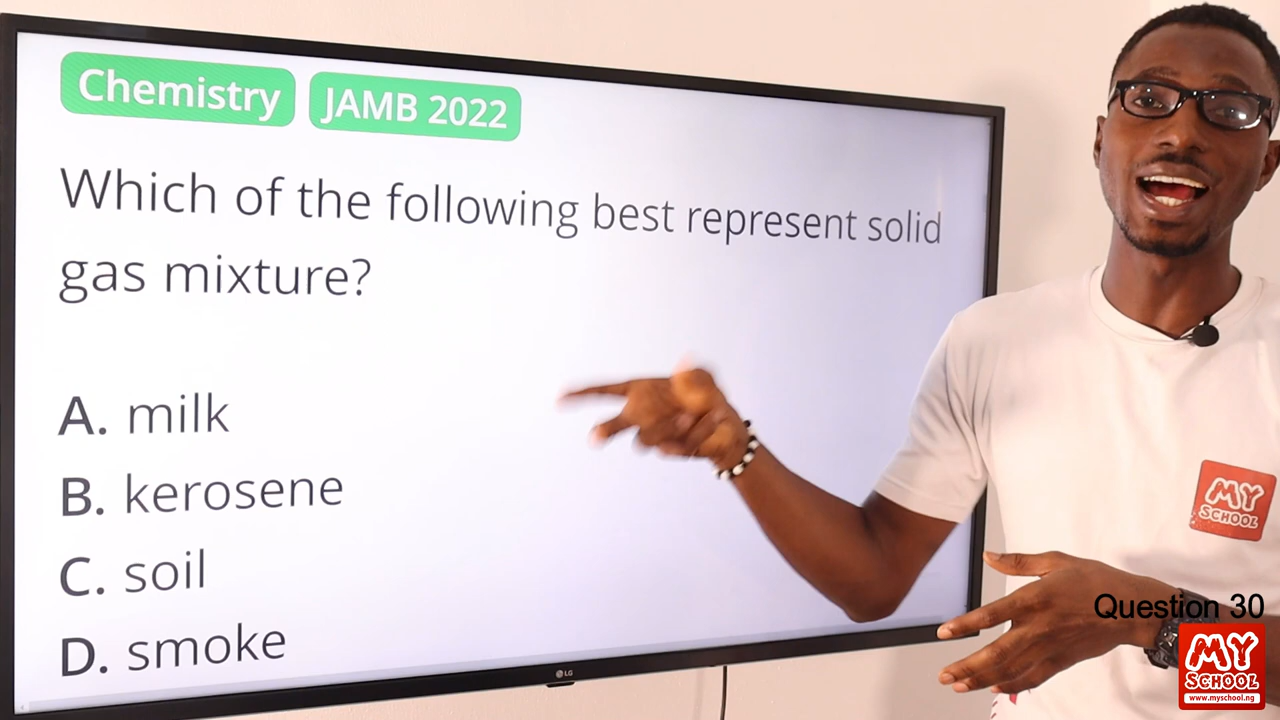 Chemistry JAMB 2022
Which of the following best represent solid
gas mixture?
A. milk
B. kerosene
C. soil
D. smoke
LG
MY
SCHOOL
Question 30
MY
SCHOOL
www.myschool.ng